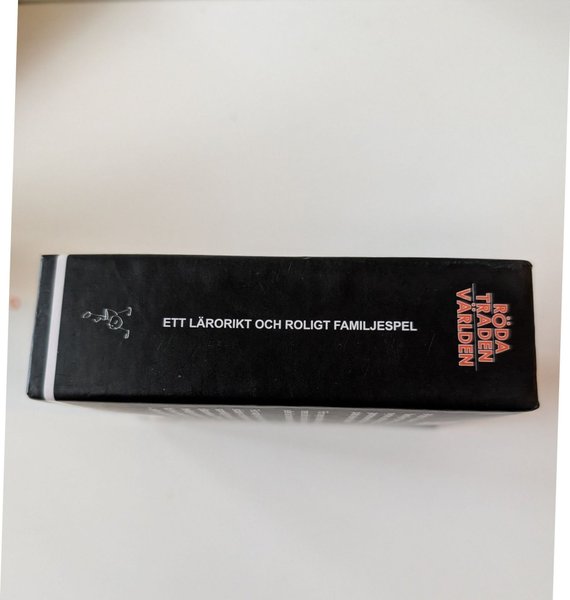 ETT LÄRORIKT OCH ROLIGT FAMILJESPEL
RÖDA
TRÅDEN
VÄRLDEN